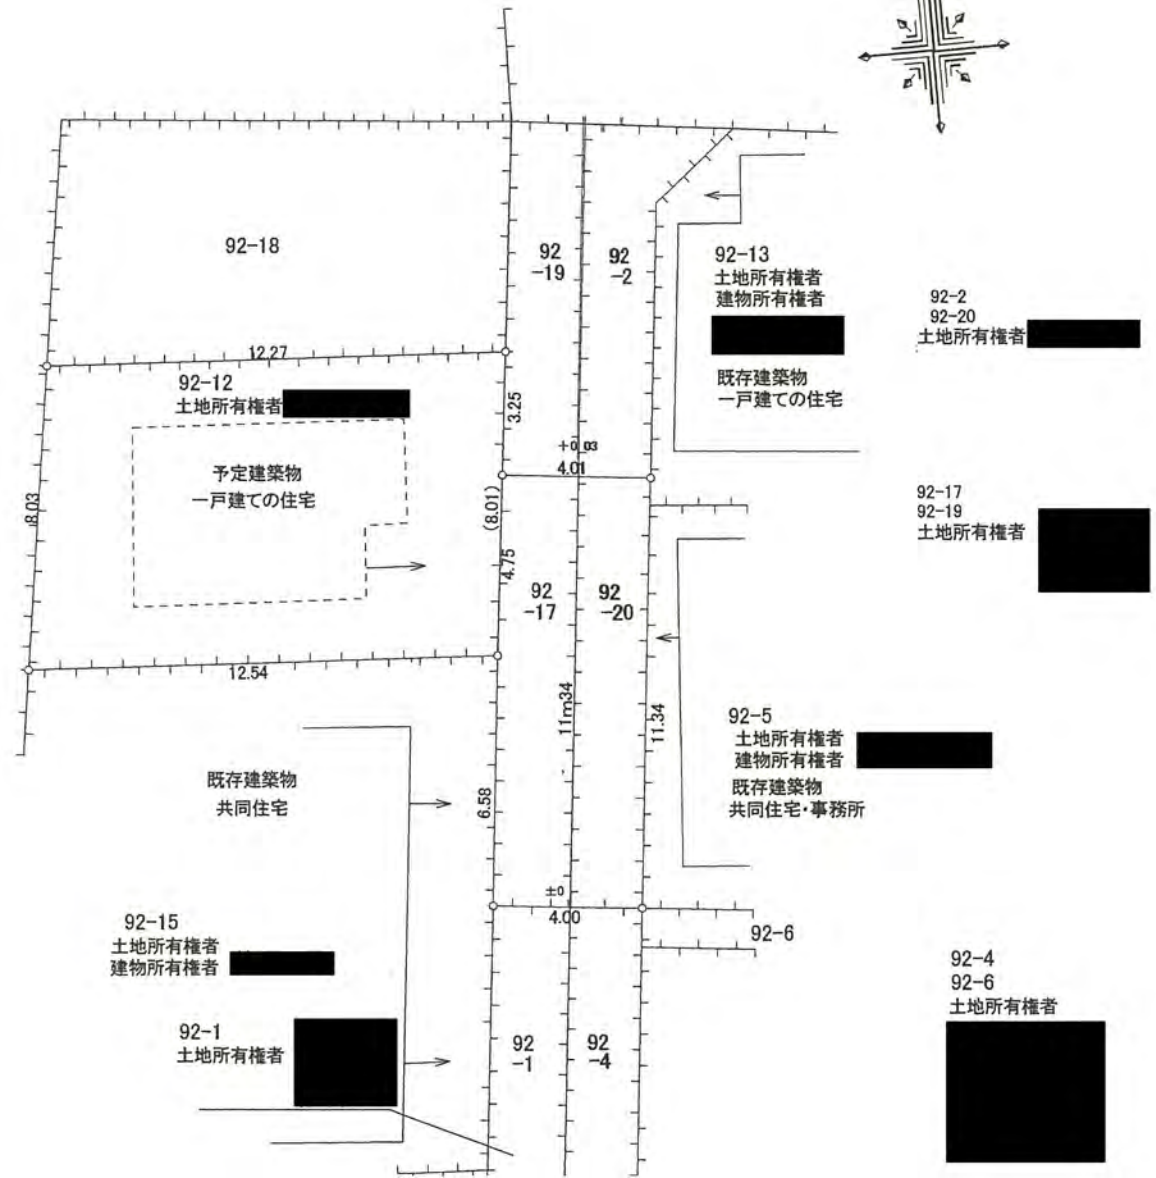 92-18
92
-19
92
-2
92-13
土地所有権者
建物所有権者
既存建築物
一戸建ての住宅
92-2
92-20
土地所有権者
12.27
92-12
土地所有権者
予定建築物
一戸建ての住宅
8.03
3.25
(8.01)
4.75
+0.03
4.01
92-17
92-19
土地所有権者
92
-17
92
-20
12.54
11m34
11.34
6.58
既存建築物
共同住宅
92-5
土地所有権者
建物所有権者
既存建築物
共同住宅・事務所
±0
4.00
92-6
92-15
土地所有権者
建物所有権者
92-1
土地所有権者
92
-1
92
-4
92-4
92-6
土地所有権者